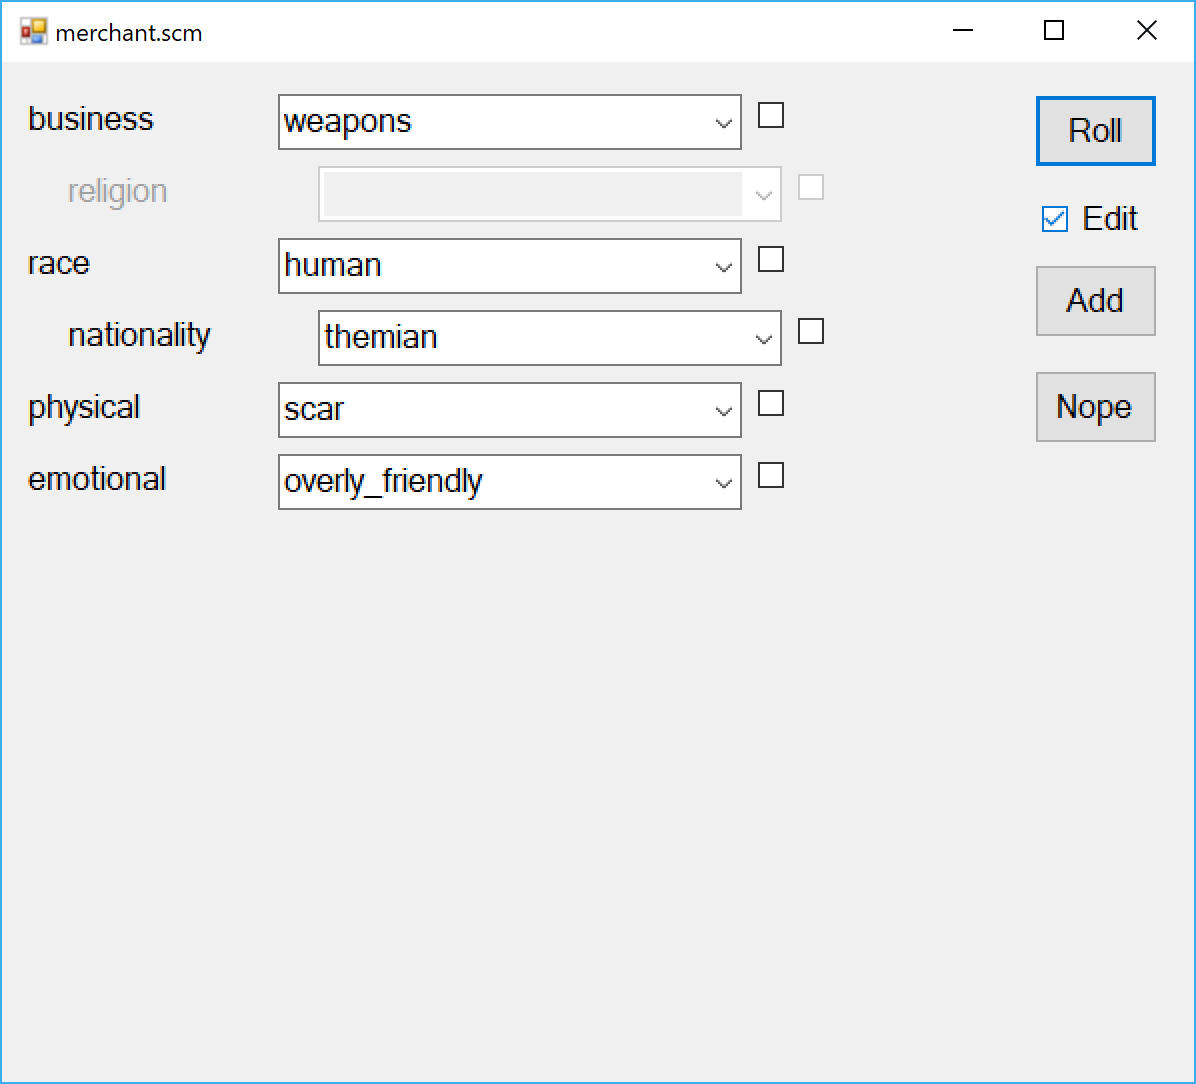 merchant.scm
business weapons Roll
religion
Edit
race human
Add
nationality themian
physical scar Nope
emotional overly_friendly